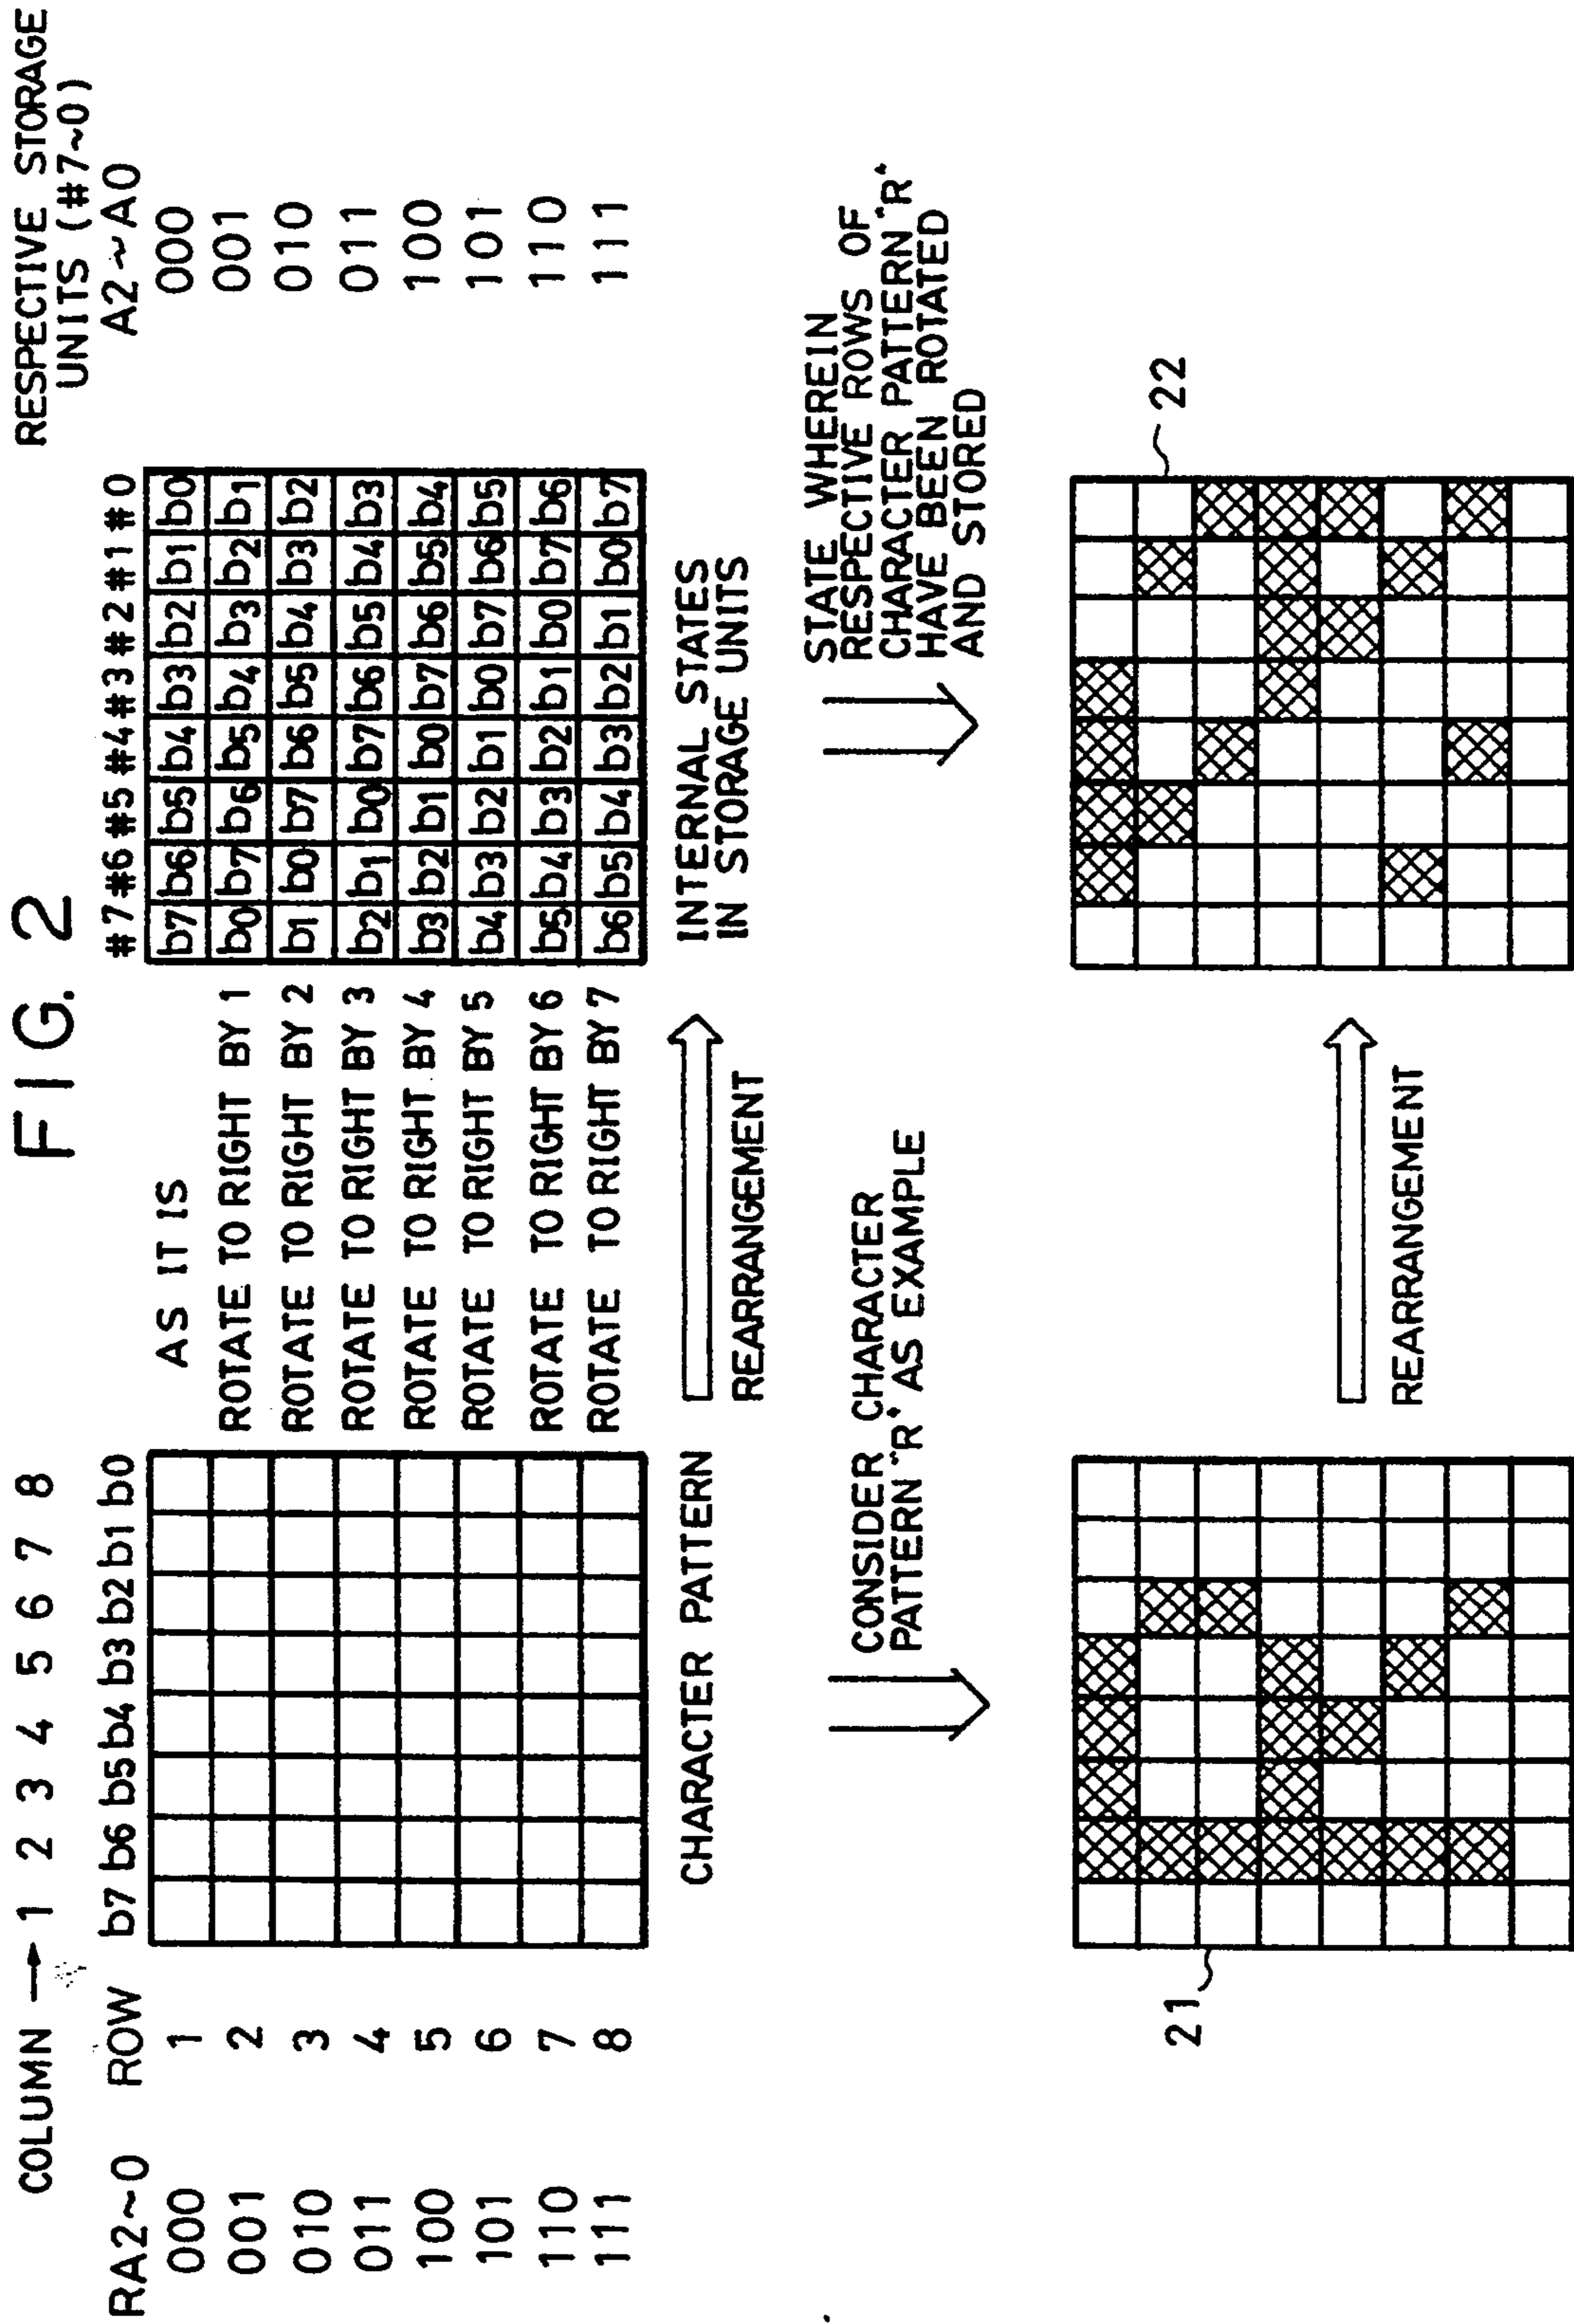 FIG. 2
COLUMN → 1 2 3 4 5 6 7 8
RESPECTIVE STORAGE
UNITS (#7~0)
RA2~0 ROW b7 b6 b5 b4 b3 b2 b1 b0 #7 #6 #5 #4 #3 #2 #1 #0 A2~A0
000 1 AS IT IS b7 b6 b5 b4 b3 b2 b1 b0 000
001 2 ROTATE TO RIGHT BY 1 b0 b7 b6 b5 b4 b3 b2 b1 001
010 3 ROTATE TO RIGHT BY 2 b1 b0 b7 b6 b5 b4 b3 b2 010
011 4 ROTATE TO RIGHT BY 3 b2 b1 b0 b7 b6 b5 b4 b3 011
100 5 ROTATE TO RIGHT BY 4 b3 b2 b1 b0 b7 b6 b5 b4 100
101 6 ROTATE TO RIGHT BY 5 b4 b3 b2 b1 b0 b7 b6 b5 101
110 7 ROTATE TO RIGHT BY 6 b5 b4 b3 b2 b1 b0 b7 b6 110
111 8 ROTATE TO RIGHT BY 7 b6 b5 b4 b3 b2 b1 b0 b7 111
CHARACTER PATTERN
REARRANGEMENT
INTERNAL STATES
IN STORAGE UNITS
CONSIDER CHARACTER
PATTERN "R" AS EXAMPLE
STATE WHEREIN
RESPECTIVE ROWS OF
CHARACTER PATTERN "R"
HAVE BEEN ROTATED
AND STORED
21
REARRANGEMENT
22